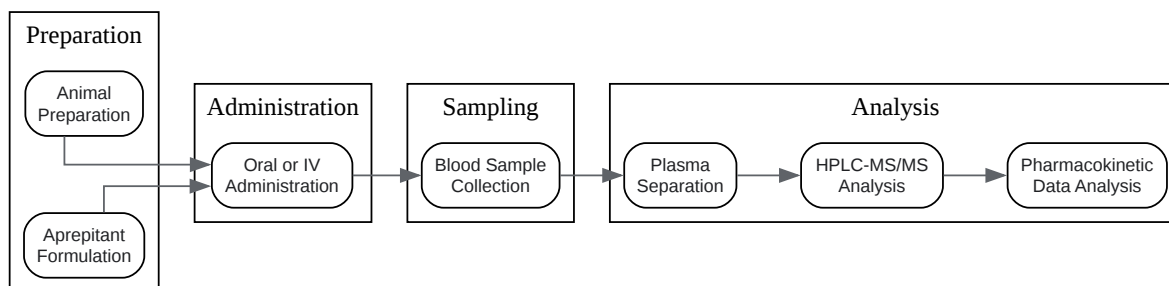 Preparation
Animal
Preparation
Aprepitant
Formulation
Administration
Oral or IV
Administration
Sampling
Blood Sample
Collection
Analysis
Plasma
Separation
HPLC-MS/MS
Analysis
Pharmacokinetic
Data Analysis